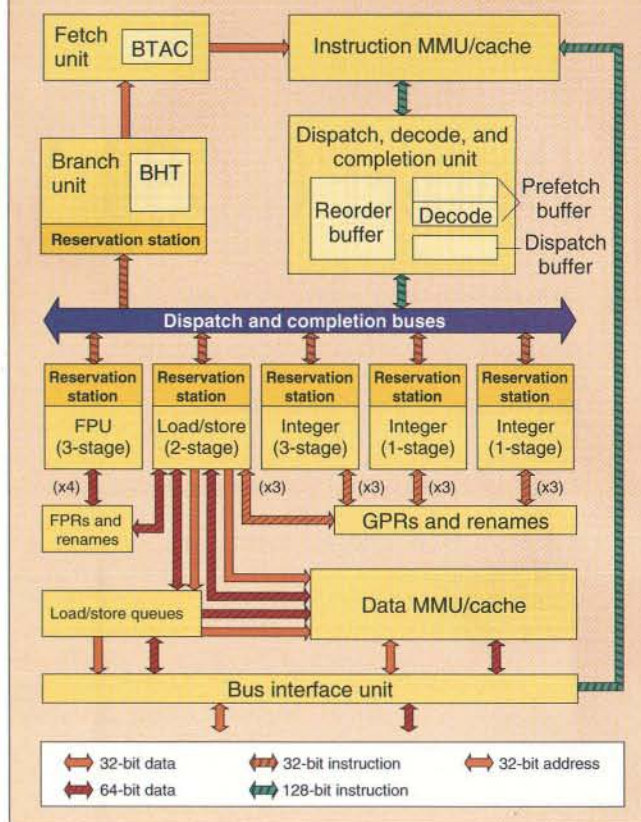 Fetch unit
BTAC
Instruction MMU/cache
Branch unit
BHT
Reservation station
Dispatch, decode, and
completion unit
Reorder
buffer
Decode
Prefetch
buffer
Dispatch
buffer
Dispatch and completion buses
Reservation
station
FPU
(3-stage)
Reservation
station
Load/store
(2-stage)
Reservation
station
Integer
(3-stage)
Reservation
station
Integer
(1-stage)
Reservation
station
Integer
(1-stage)
(x4)
(x3)
(x3)
(x3)
(x3)
FPRs and
renames
GPRs and renames
Load/store queues
Data MMU/cache
Bus interface unit
32-bit data
32-bit instruction
32-bit address
64-bit data
128-bit instruction